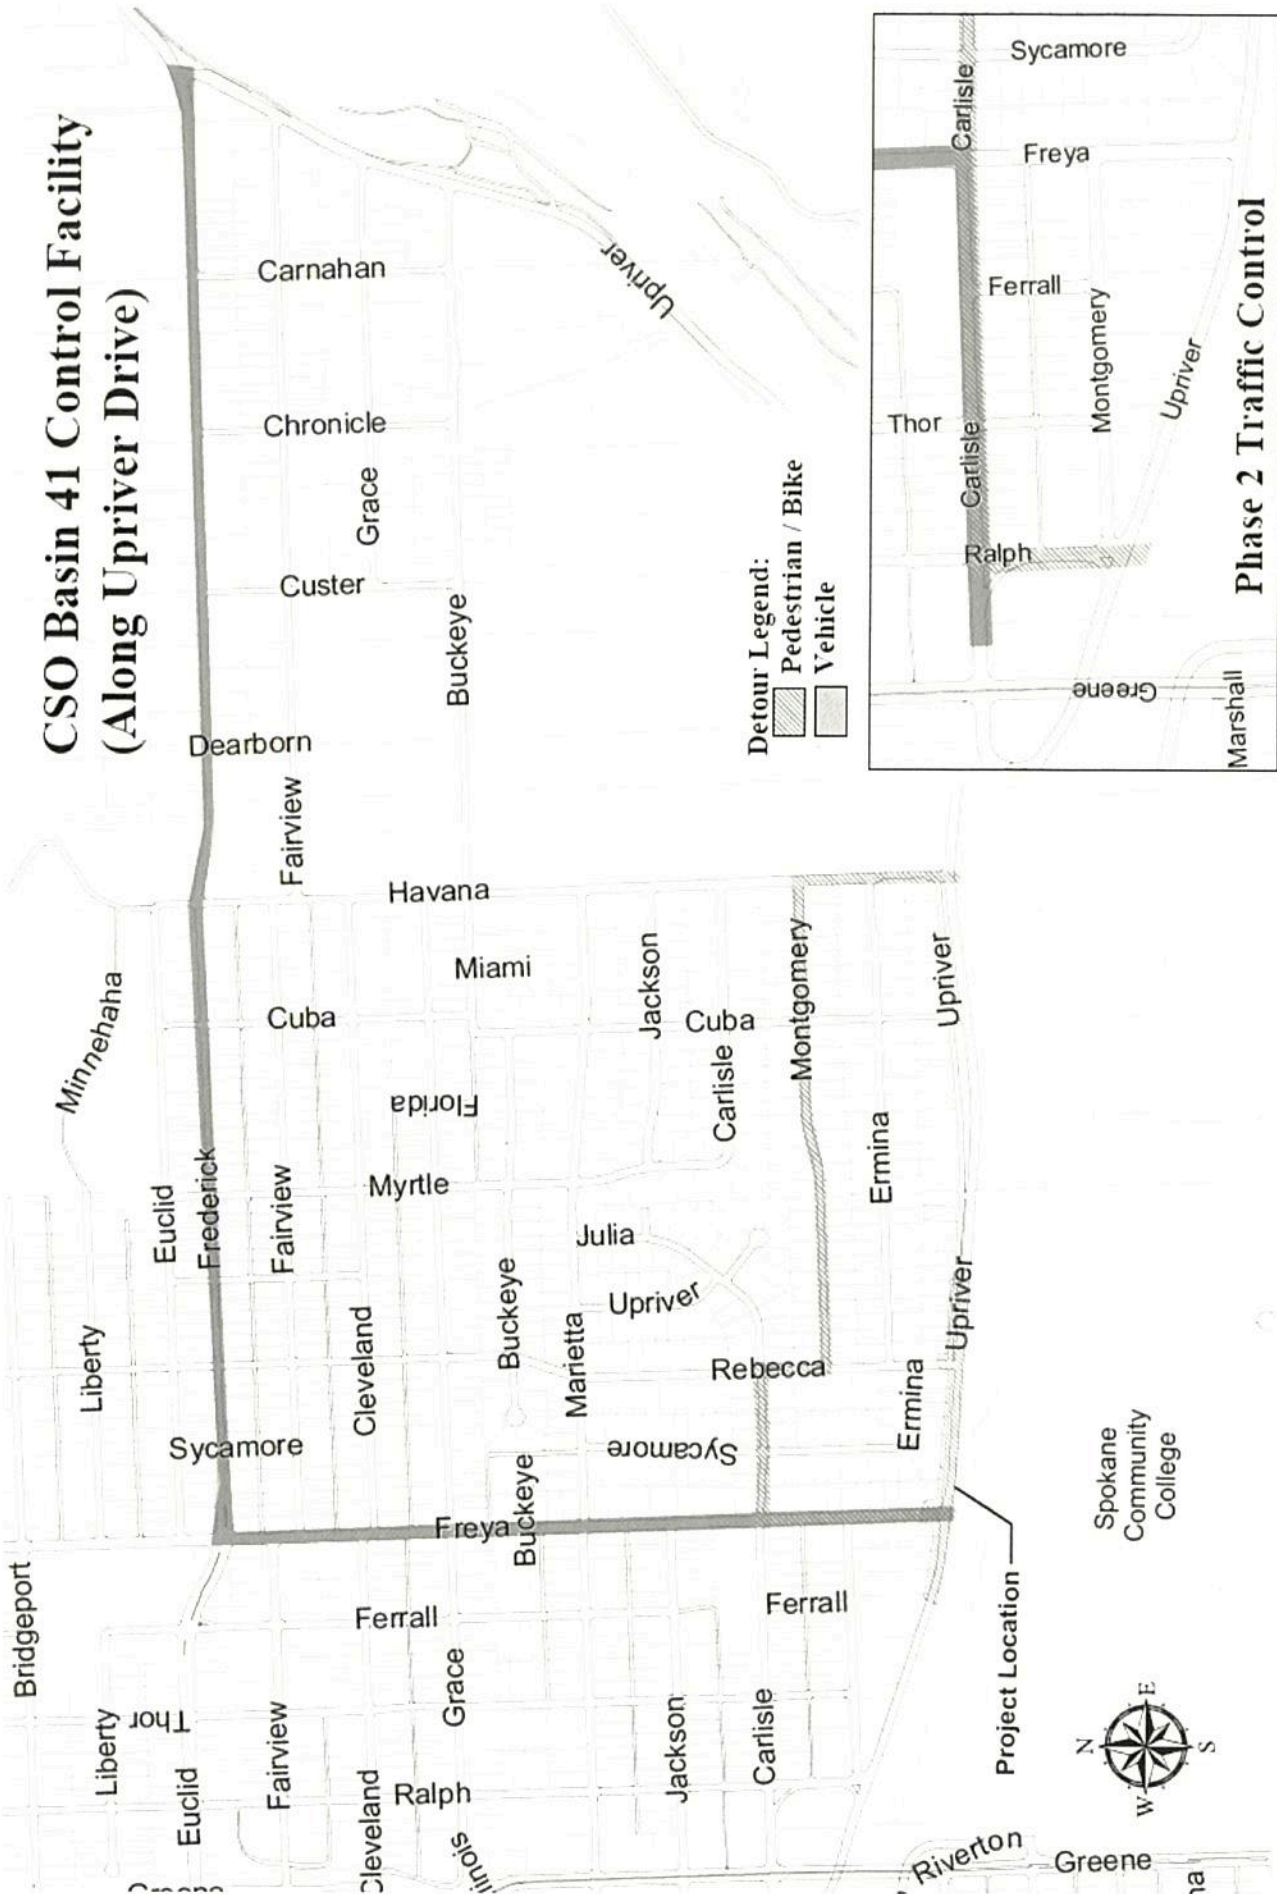 CSO Basin 41 Control Facility
(Along Upriver Drive)
Bridgeport
Liberty
Minnehaha
Liberty
Thor
Euclid
Euclid
Frederick
Sycamore
Dearborn
Carnahan
Chronicle
Custer
Fairview
Fairview
Cuba
Fairview
Cleveland
Cleveland
Ferrall
Myrtle
Florida
Havana
Grace
Ralph
Grace
Freya
Buckeye
Buckeye
Miami
Buckeye
Upriver
Marietta
Julia
Upriver
Sycamore
Jackson
Jackson
Cuba
Carlisle
Carlisle
Rebecca
Montgomery
Ferrall
Ermina
Ermina
Upriver
Upriver
Riverton
Greene
Project Location
Spokane
Community
College
N
E
S
W
Detour Legend:
Pedestrian / Bike
Vehicle
Thor
Carlisle
Carlisle
Sycamore
Ralph
Ferrall
Freya
Montgomery
Greene
Upriver
Marshall
Phase 2 Traffic Control